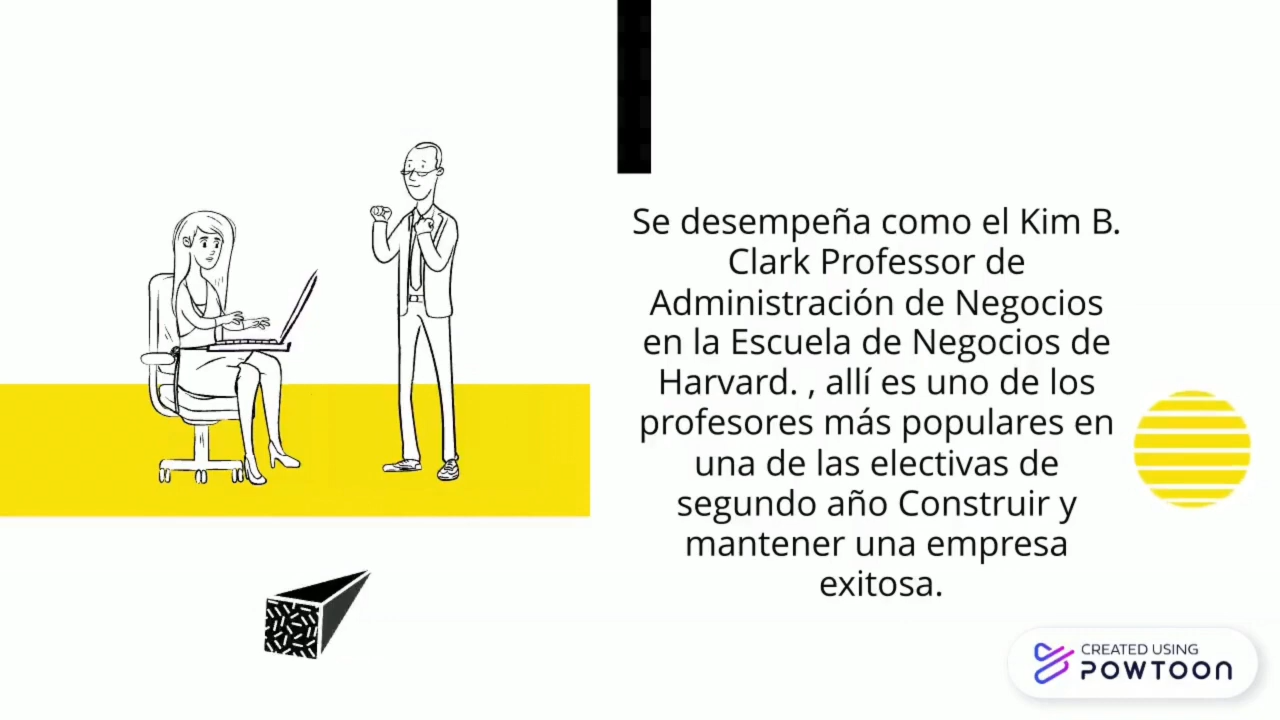 Se desempeña como el Kim B.
Clark Professor de
Administración de Negocios
en la Escuela de Negocios de
Harvard. , allí es uno de los
profesores más populares en
una de las electivas de
segundo año Construir y
mantener una empresa
exitosa.
CREATED USING
POWTOON